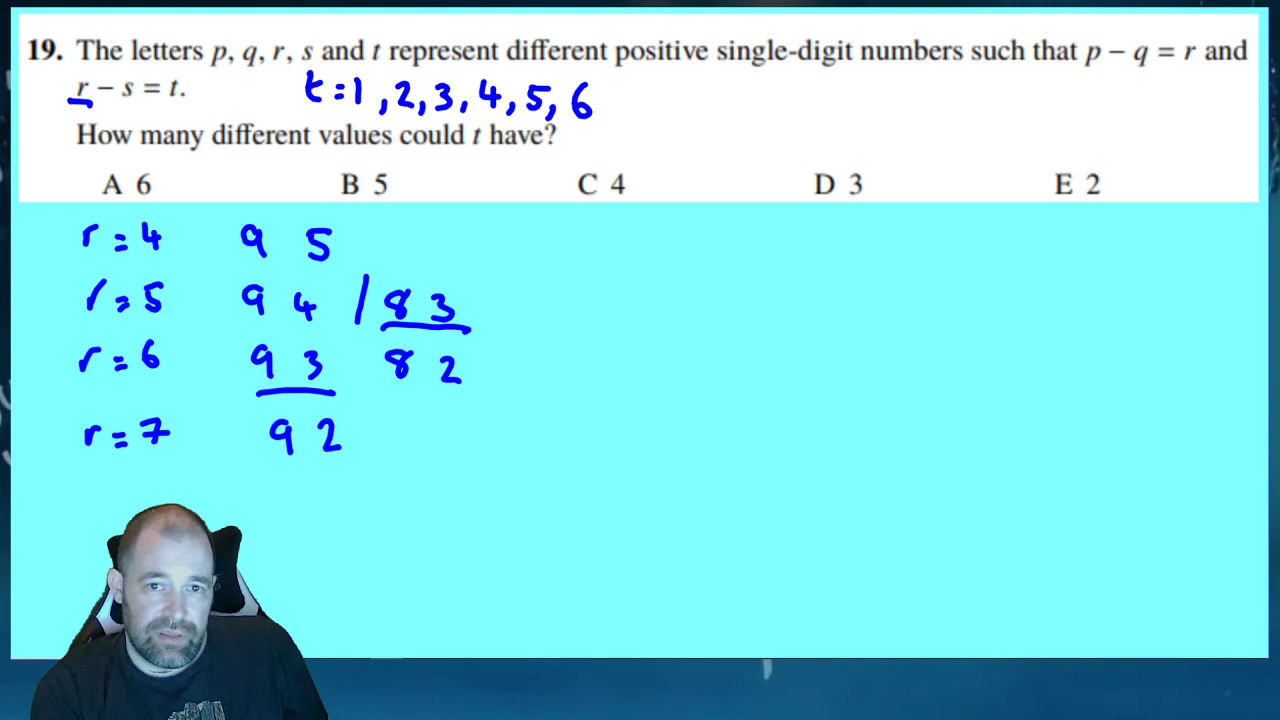 19. The letters p, q, r, s and t represent different positive single-digit numbers such that p − q = r and
r − s = t.
t = 1, 2, 3, 4, 5, 6
How many different values could t have?
A 6 B 5 C 4 D 3 E 2
r = 4 9 5
r = 5 9 4 / 8 3
r = 6 9 3 8 2
r = 7 9 2